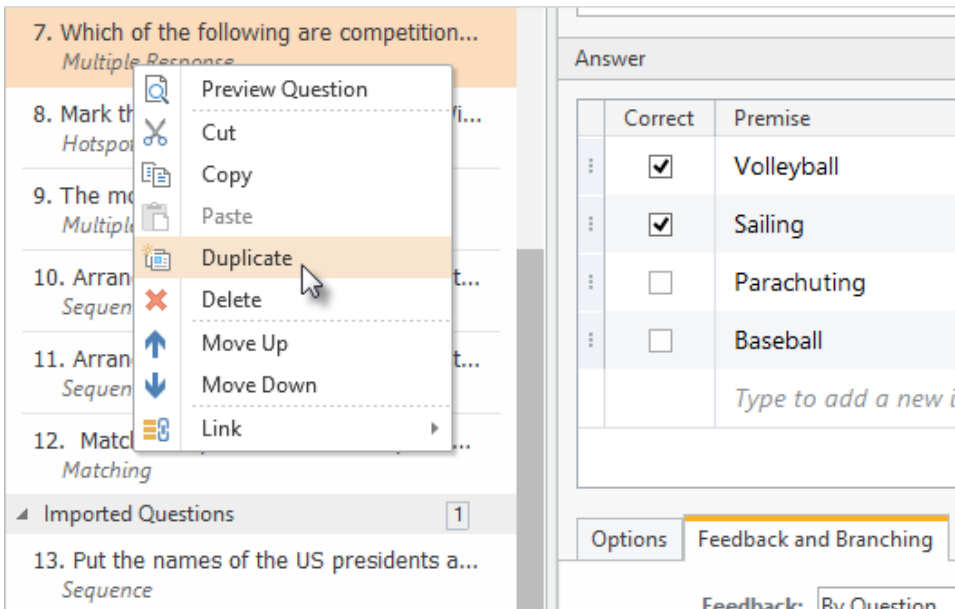 7. Which of the following are competition...
Multiple Response
8. Mark th
i...
Hotspot
9. The mo
Multipl
10. Arran
t...
Sequen
11. Arran
t...
Sequen
12. Matc
...
Matching
Imported Questions
1
13. Put the names of the US presidents a...
Sequence
Preview Question
Cut
Copy
Paste
Duplicate
Delete
Move Up
Move Down
Link
Answer
Correct Premise
Volleyball
Sailing
Parachuting
Baseball
Type to add a new i
Options Feedback and Branching
Feedback: By Question